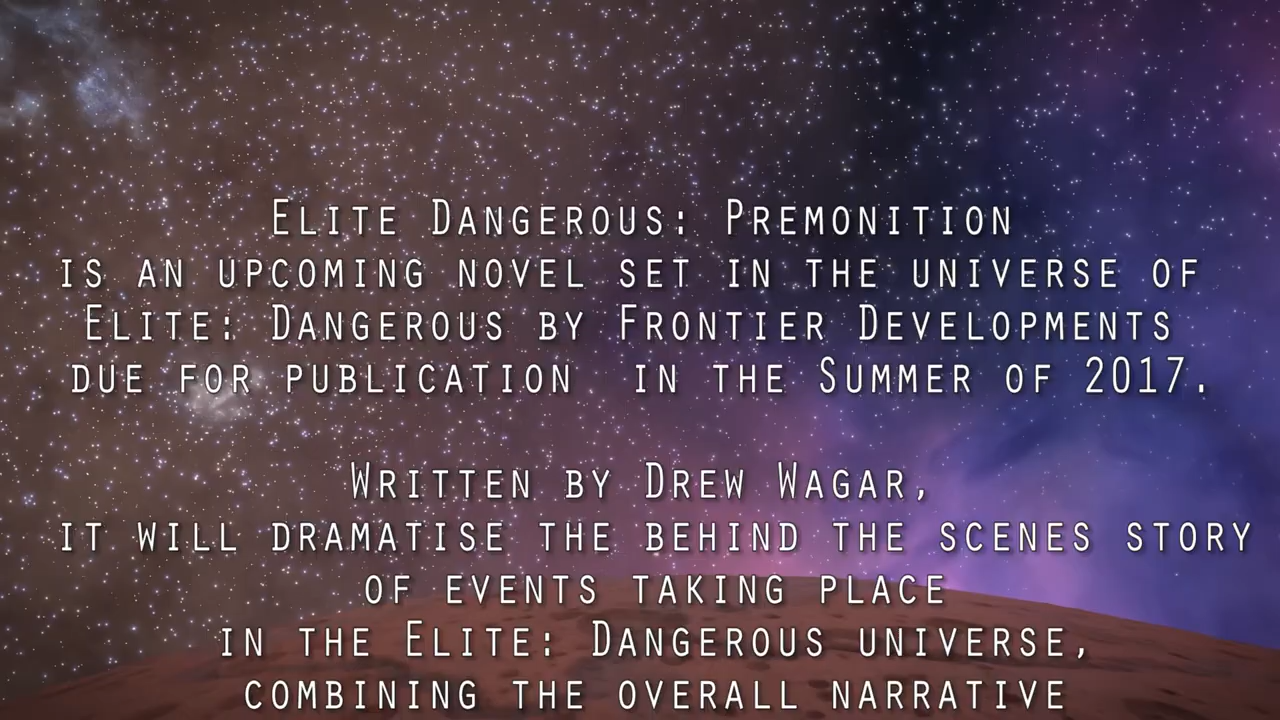 Elite Dangerous: Premonition
is an upcoming novel set in the universe of
Elite: Dangerous by Frontier Developments
due for publication in the Summer of 2017.
Written by Drew Wagar,
it will dramatise the behind the scenes story
of events taking place
in the Elite: Dangerous universe,
combining the overall narrative